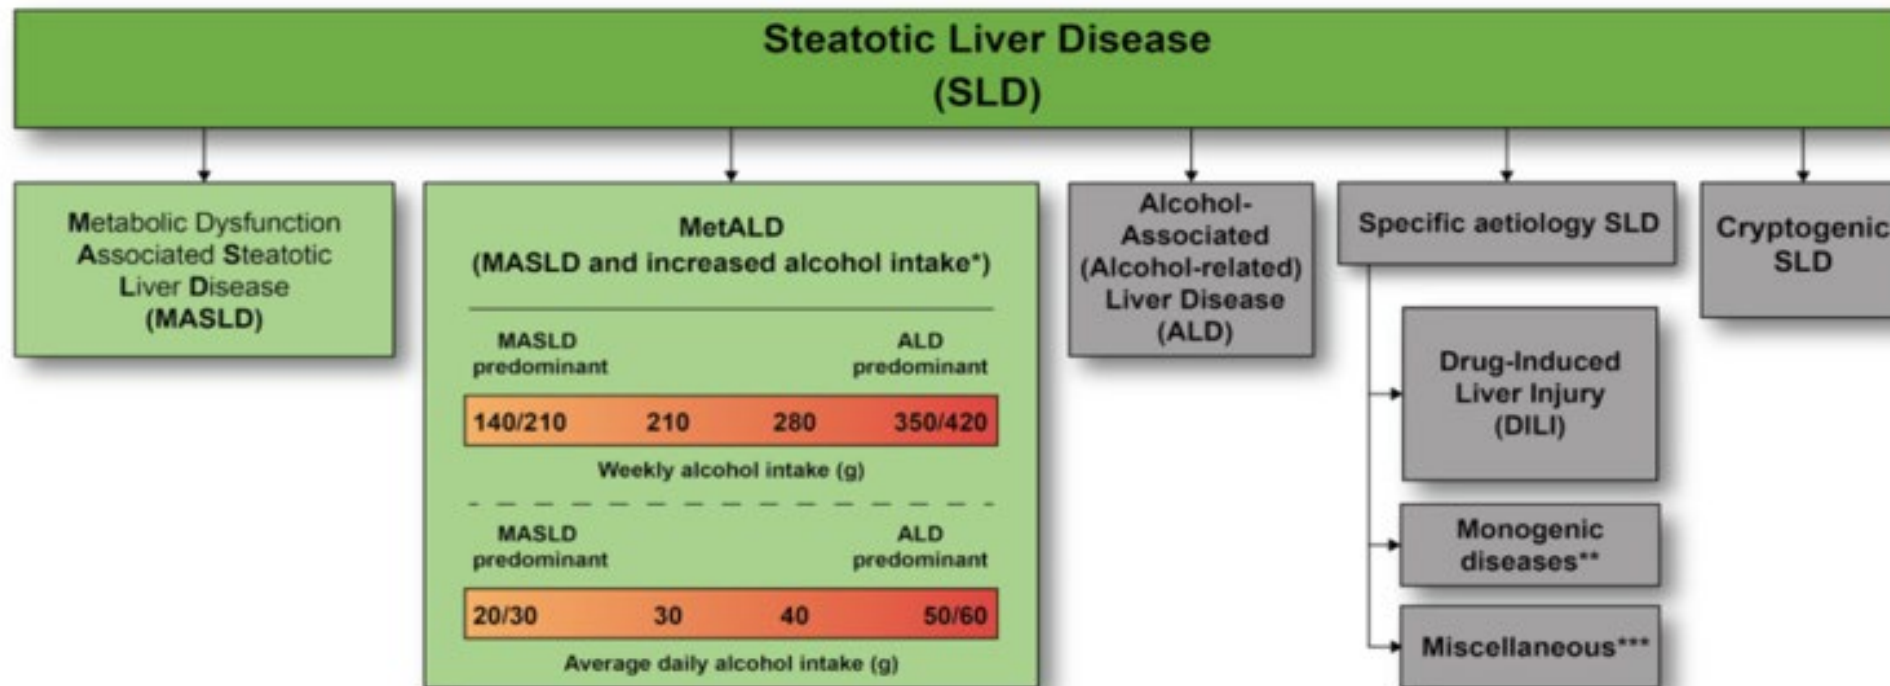 Steatotic Liver Disease
(SLD)
Metabolic Dysfunction
Associated Steatotic
Liver Disease
(MASLD)
MetALD
(MASLD and increased alcohol intake*)
MASLD predominant
ALD predominant
140/210 210 280 350/420
Weekly alcohol intake (g)
MASLD predominant
ALD predominant
20/30 30 40 50/60
Average daily alcohol intake (g)
Alcohol-
Associated
(Alcohol-related)
Liver Disease
(ALD)
Specific aetiology SLD
Drug-Induced
Liver Injury
(DILI)
Monogenic
diseases**
Miscellaneous***
Cryptogenic
SLD